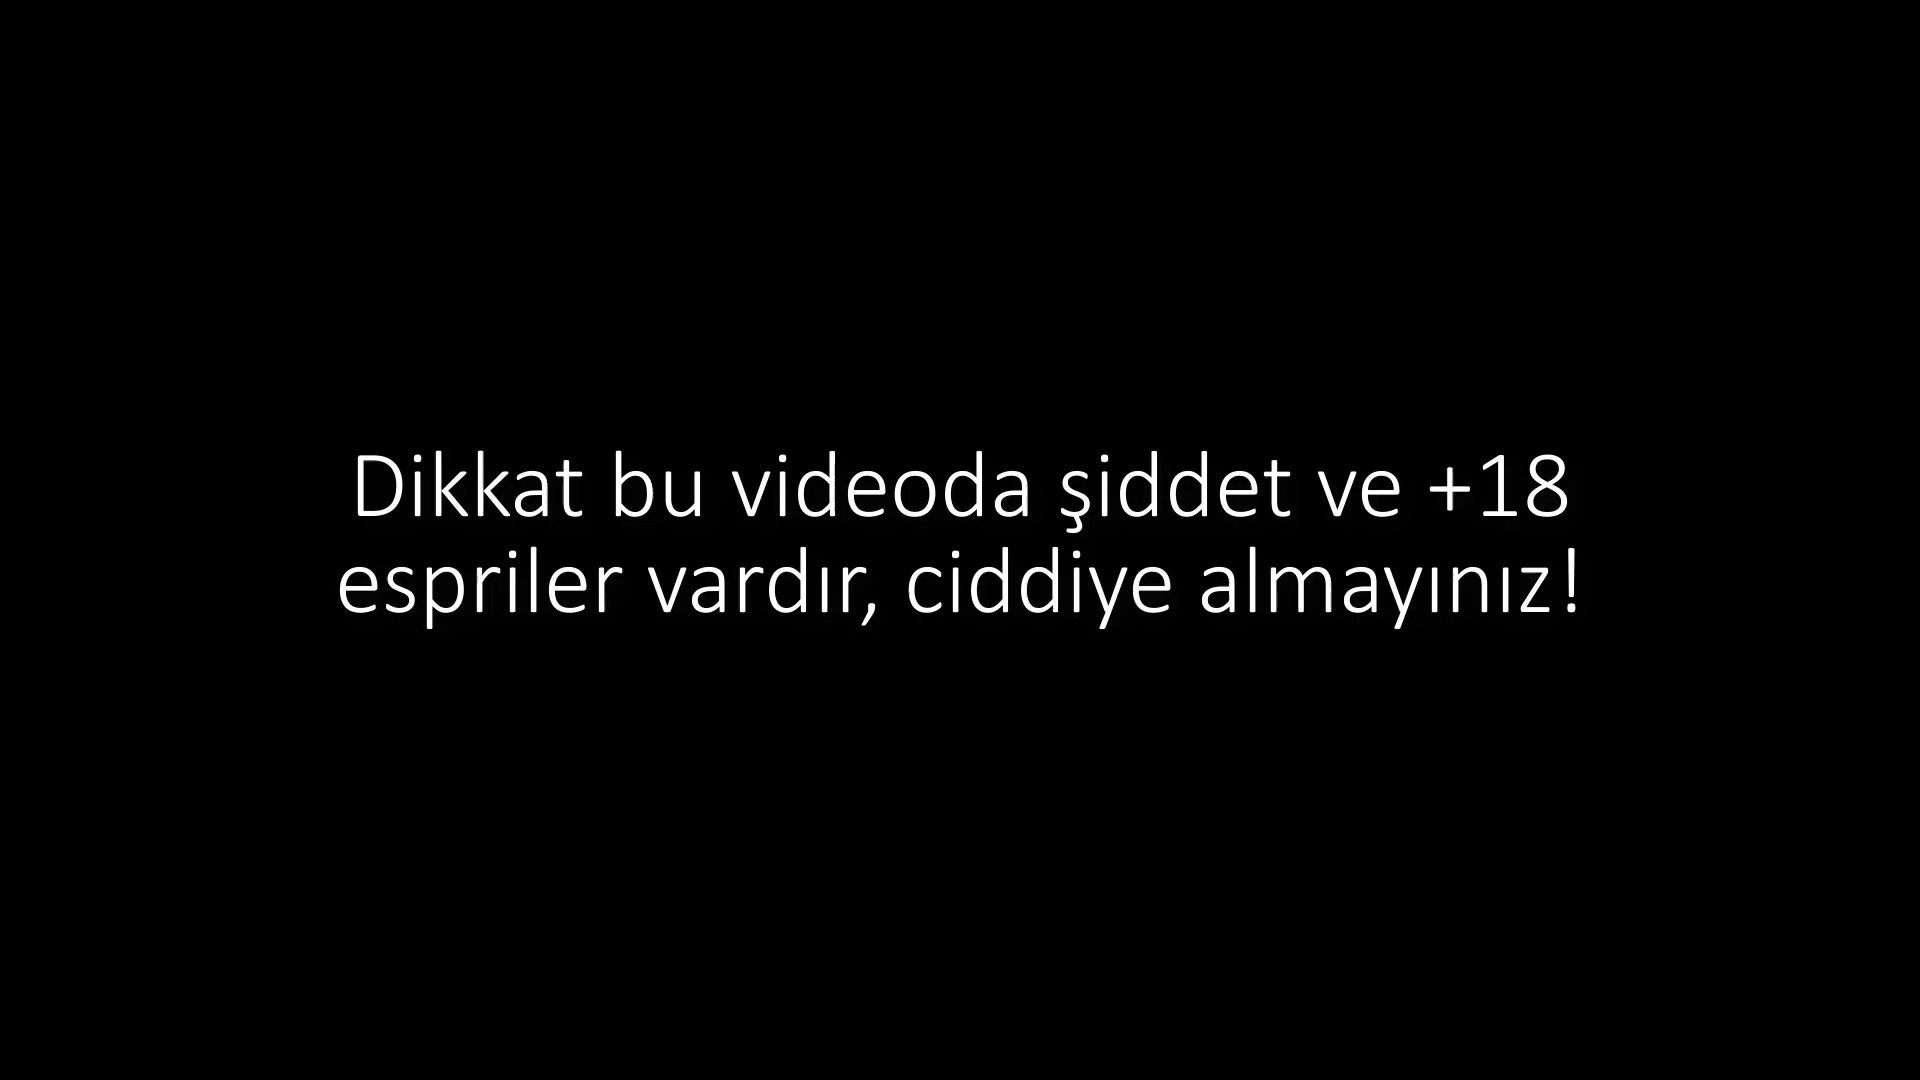 Dikkat bu videoda şiddet ve +18
espriler vardır, ciddiye almayınız!